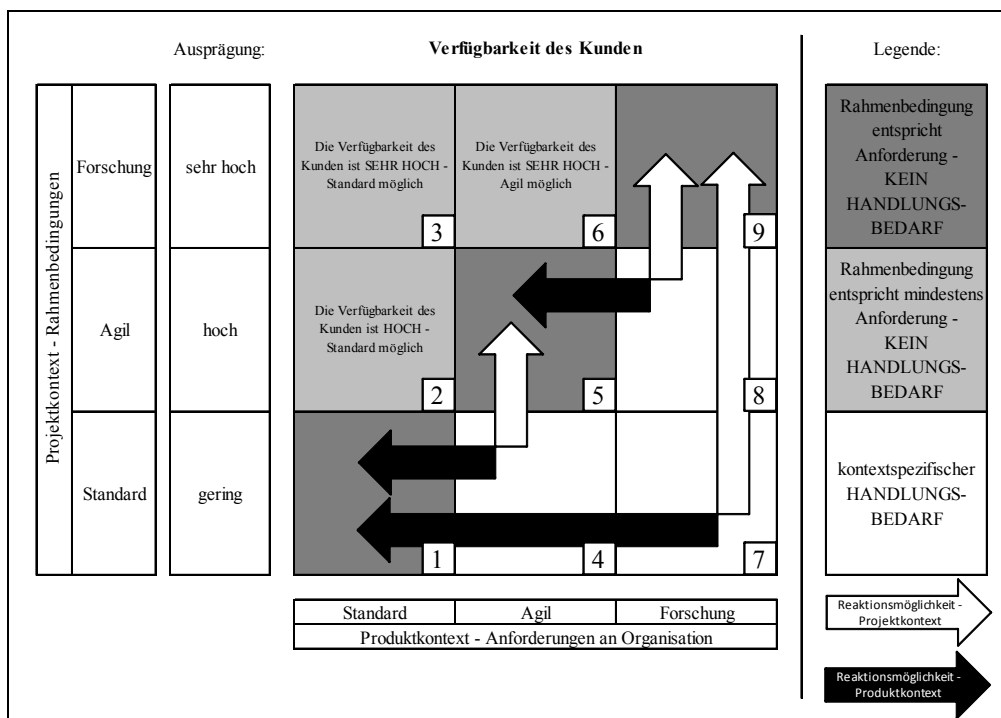 Ausprägung:
Verfügbarkeit des Kunden
Legende:
Projektkontext - Rahmenbedingungen
Forschung
sehr hoch
Die Verfügbarkeit des
Kunden ist SEHR HOCH -
Standard möglich
3
Die Verfügbarkeit des
Kunden ist SEHR HOCH -
Agil möglich
6
9
Rahmenbedingung
entspricht
Anforderung -
KEIN
HANDLUNGS-
BEDARF
Agil
hoch
Die Verfügbarkeit des
Kunden ist HOCH -
Standard möglich
2
5
8
Rahmenbedingung
entspricht mindestens
Anforderung -
KEIN
HANDLUNGS-
BEDARF
Standard
gering
1
4
7
kontextspezifischer
HANDLUNGS-
BEDARF
Standard
Agil
Forschung
Produktkontext - Anforderungen an Organisation
Reaktionsmöglichkeit -
Projektkontext
Reaktionsmöglichkeit -
Produktkontext